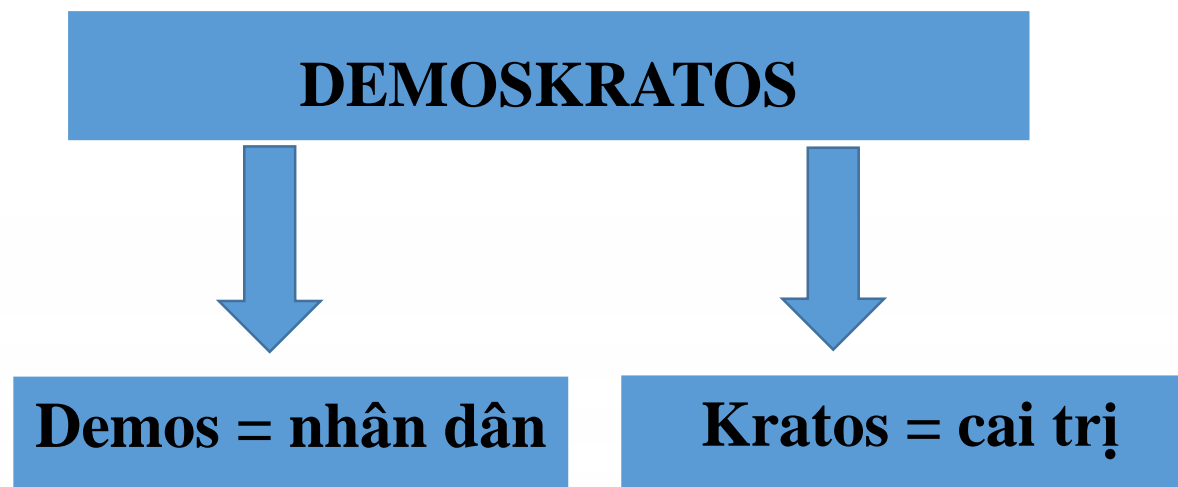 DEMOSKRATOS
Demos = nhân dân
Kratos = cai trị